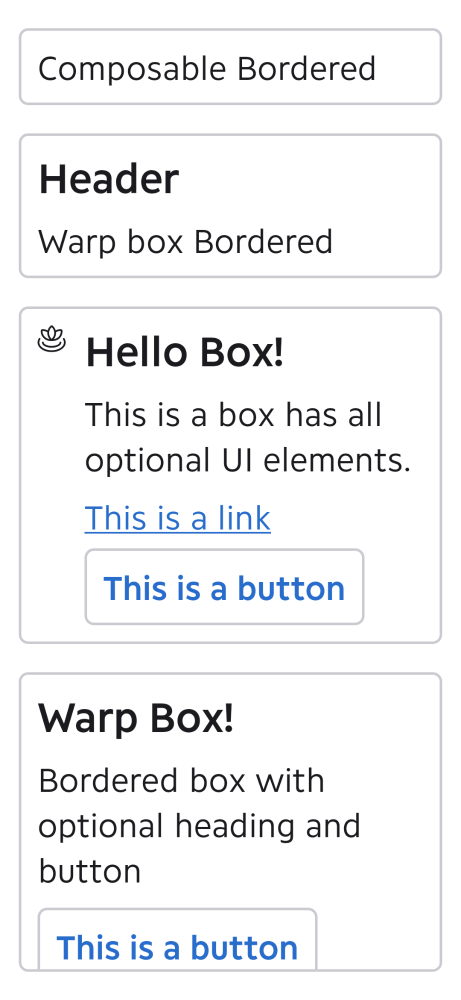 Composable Bordered
Header
Warp box Bordered
Hello Box!
This is a box has all
optional UI elements.
This is a link
This is a button
Warp Box!
Bordered box with
optional heading and
button
This is a button